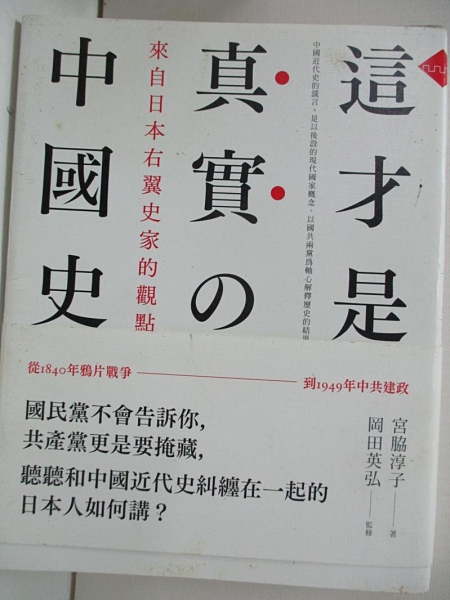 這才是
真實の
中國史
中國近代史的謊言，是以後設的現代國家概念、以國共兩黨為軸心解釋歷史的結果
來自日本右翼史家的觀點
從1840年鴉片戰爭
到1949年中共建政
國民黨不會告訴你，
共產黨更是要掩藏，
聽聽和中國近代史糾纏在一起的
日本人如何講？
宮脇淳子 著
岡田英弘 監修